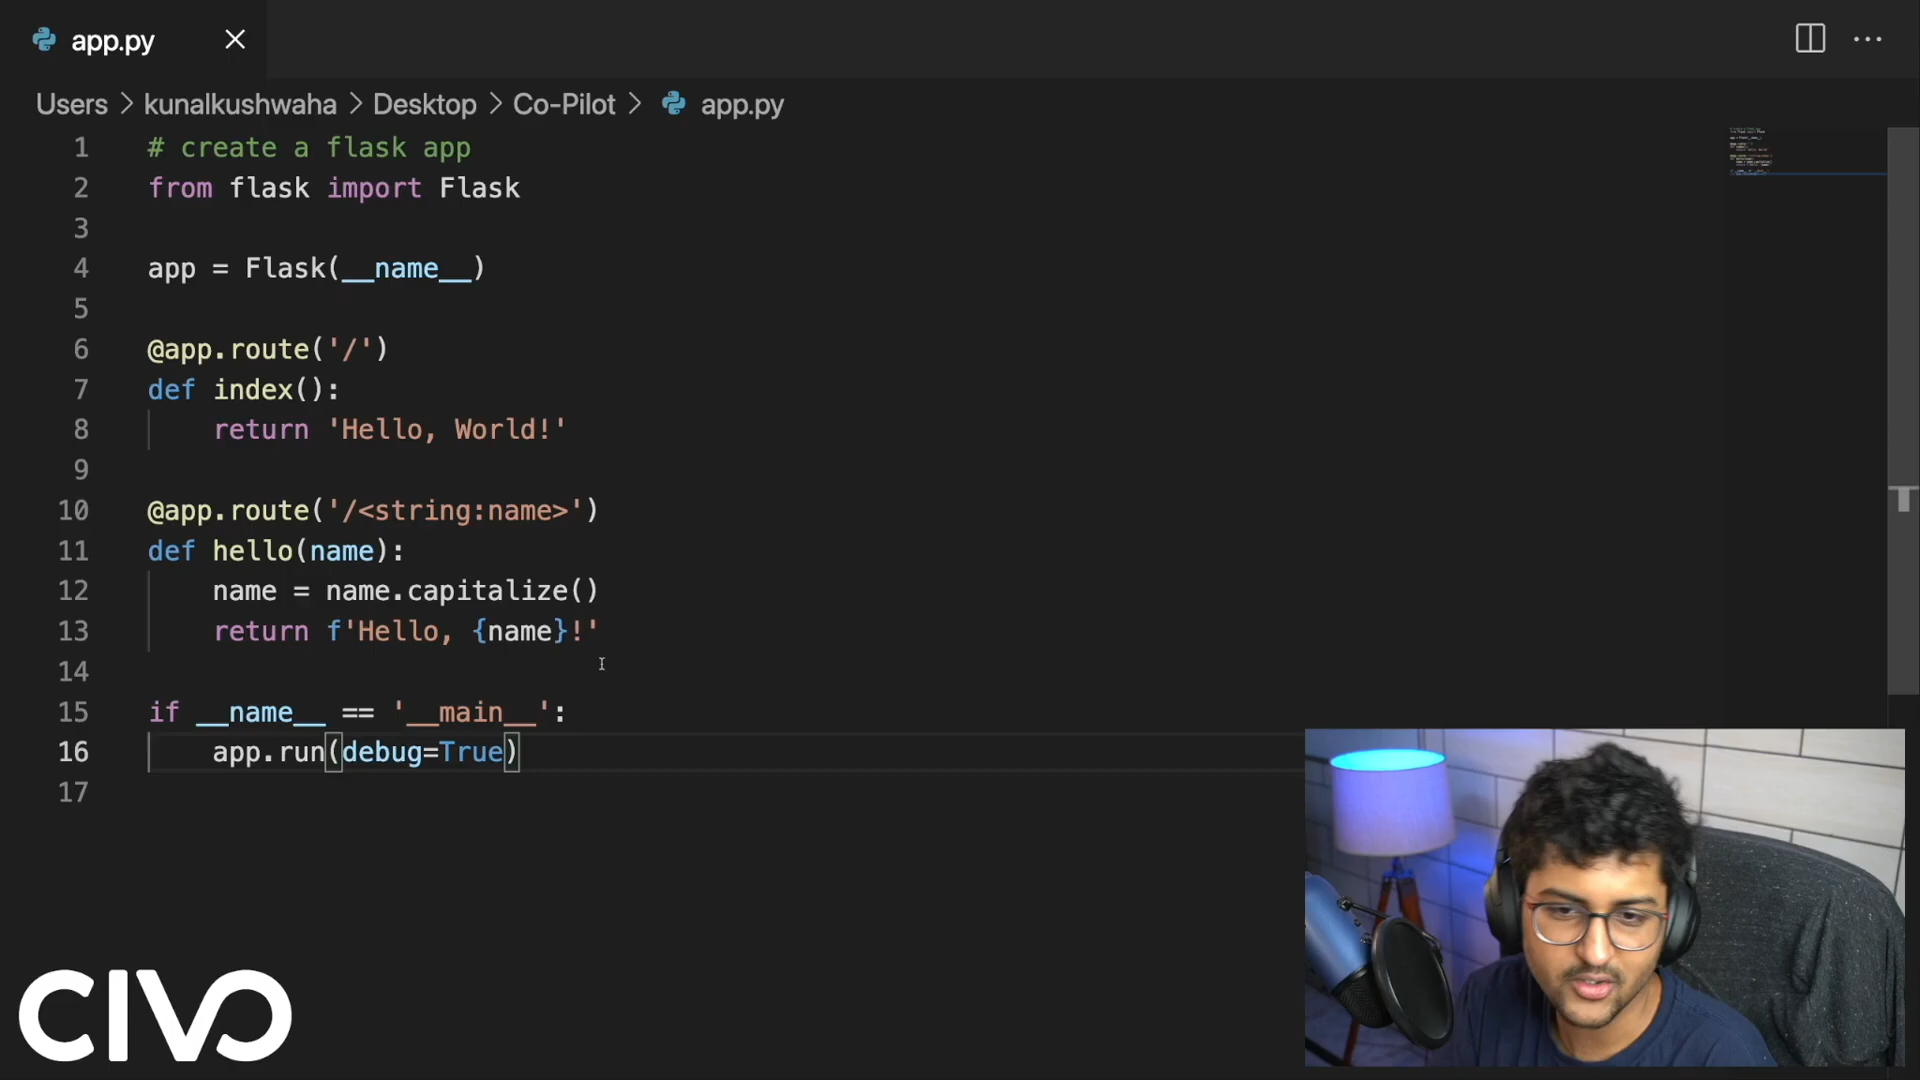 app.py
Users > kunalkushwaha > Desktop > Co-Pilot > app.py
1 # create a flask app
2 from flask import Flask
3
4 app = Flask(__name__)
5
6 @app.route('/')
7 def index():
8 return 'Hello, World!'
9
10 @app.route('/<string:name>')
11 def hello(name):
12 name = name.capitalize()
13 return f'Hello, {name}!'
14
15 if __name__ == '__main__':
16 app.run(debug=True)
17
CIVO